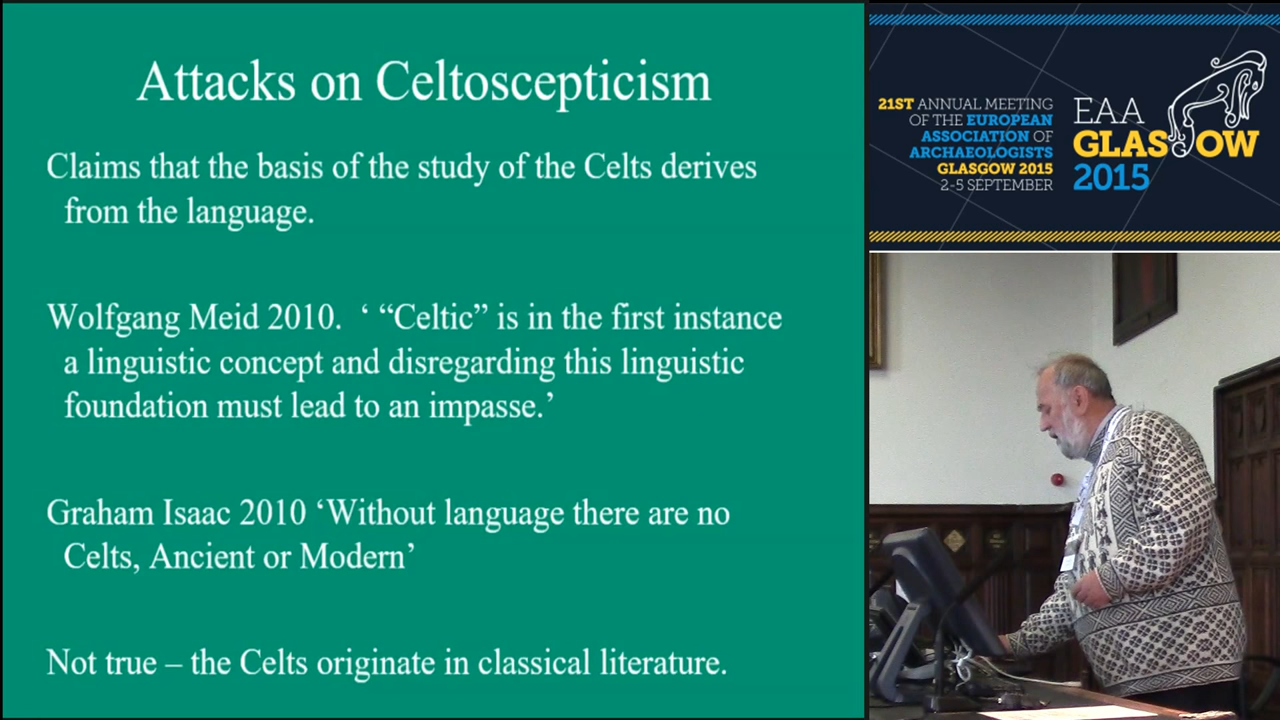 Attacks on Celtoscepticism
Claims that the basis of the study of the Celts derives
from the language.
Wolfgang Meid 2010. ‘ “Celtic” is in the first instance
a linguistic concept and disregarding this linguistic
foundation must lead to an impasse.’
Graham Isaac 2010 ‘Without language there are no
Celts, Ancient or Modern’
Not true – the Celts originate in classical literature.
21ST ANNUAL MEETING
OF THE EUROPEAN
ASSOCIATION OF
ARCHAEOLOGISTS
GLASGOW 2015
2-5 SEPTEMBER
EAA
GLASGOW
2015